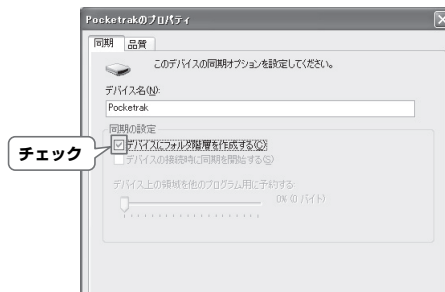 Pocketrakのプロパティ
同期 品質
このデバイスの同期オプションを設定してください。
デバイス名(N):
Pocketrak
同期の設定
チェック
デバイスにフォルダ階層を作成する(C)
デバイスの接続時に同期を開始する(S)
デバイス上の領域を他のプログラム用に予約する:
0% (0 バイト)